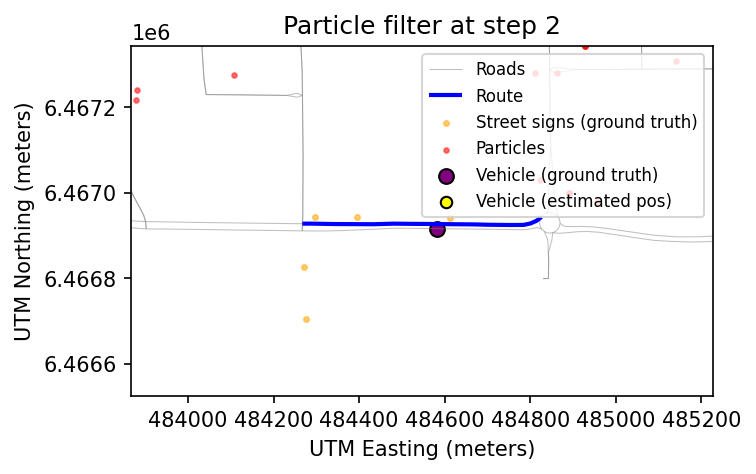 Particle filter at step 2
1e6
Roads
Route
Street signs (ground truth)
Particles
Vehicle (ground truth)
Vehicle (estimated pos)
UTM Northing (meters)
6.4672
6.4670
6.4668
6.4666
484000 484200 484400 484600 484800 485000 485200
UTM Easting (meters)